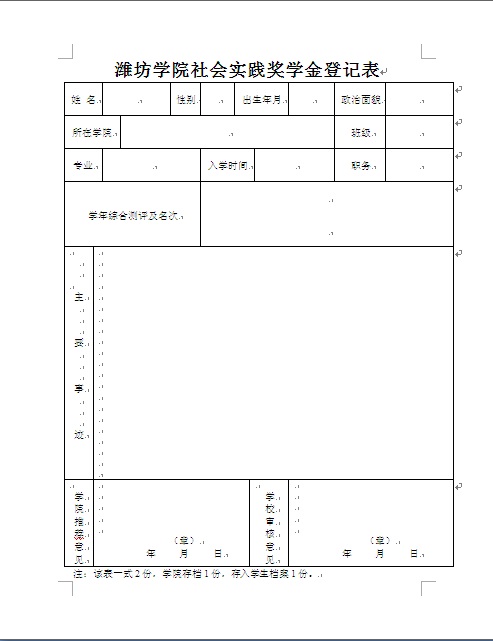 潍坊学院社会实践奖学金登记表
姓 名 性别 出生年月 政治面貌
所在学院 班级
专业 入学时间 职务
学年综合测评及名次
主要事迹
学院推荐意见
（章）
年 月 日
学校审核意见
（章）
年 月 日
注：该表一式2份，学院存档1份，存入学生档案1份。